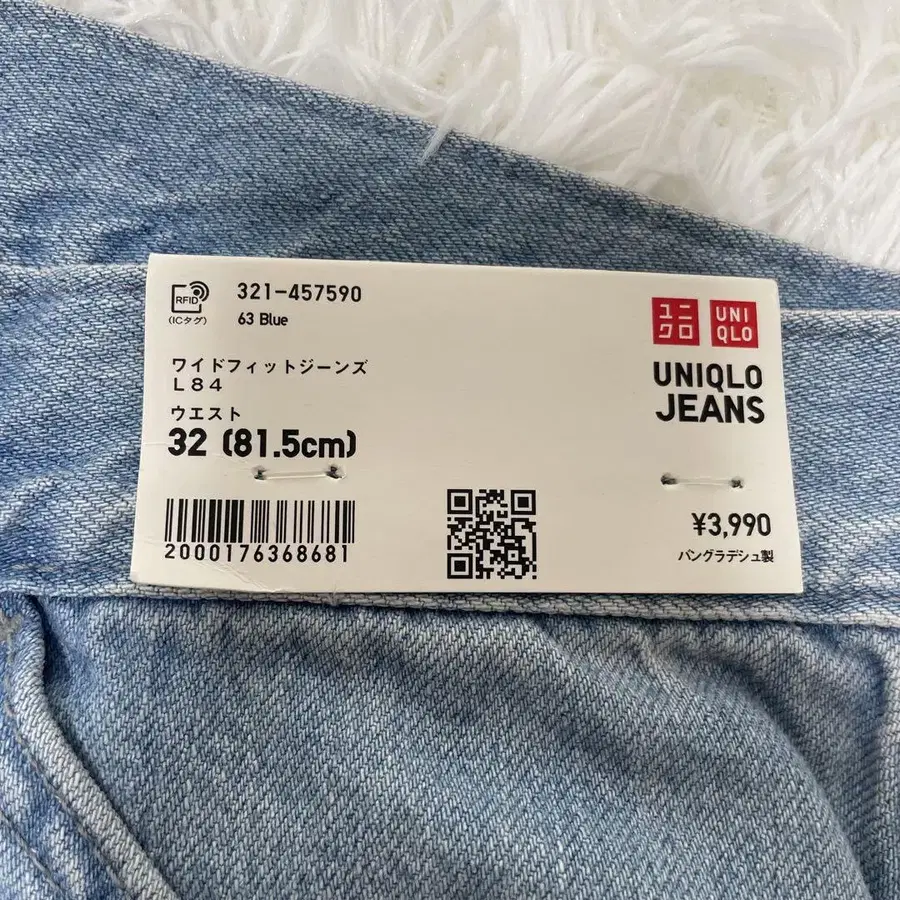 RFID
(ICタグ)
321-457590
63 Blue
ユニ
クロ
UNI
QLO
UNIQLO
JEANS
ワイドフィットジーンズ
L84
ウエスト
32 (81.5cm)
2000176368681
¥3,990
バングラデシュ製